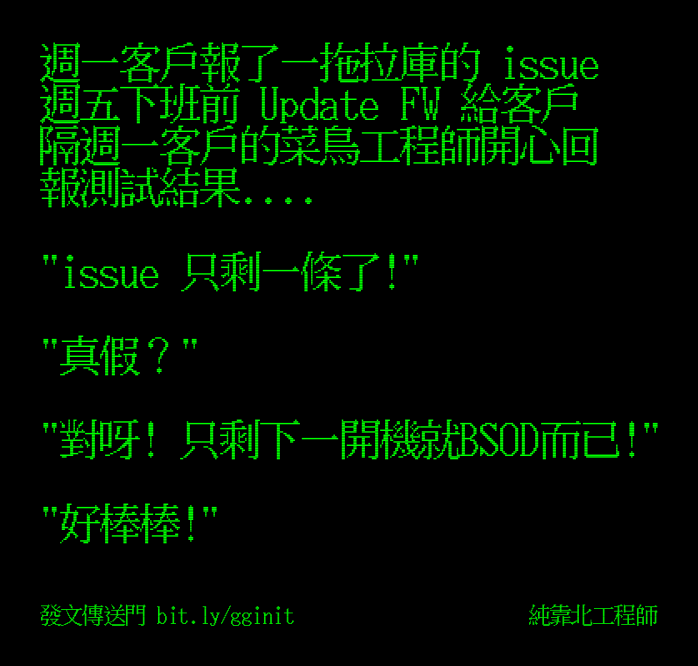 週一客戶報了一拖拉庫的 issue
週五下班前 Update FW 給客戶
隔週一客戶的菜鳥工程師開心回
報測試結果....
"issue 只剩一條了!"
"真假？"
"對呀! 只剩下一開機就BSOD而已!"
"好棒棒!"
發文傳送門 bit.ly/gginit
純靠北工程師